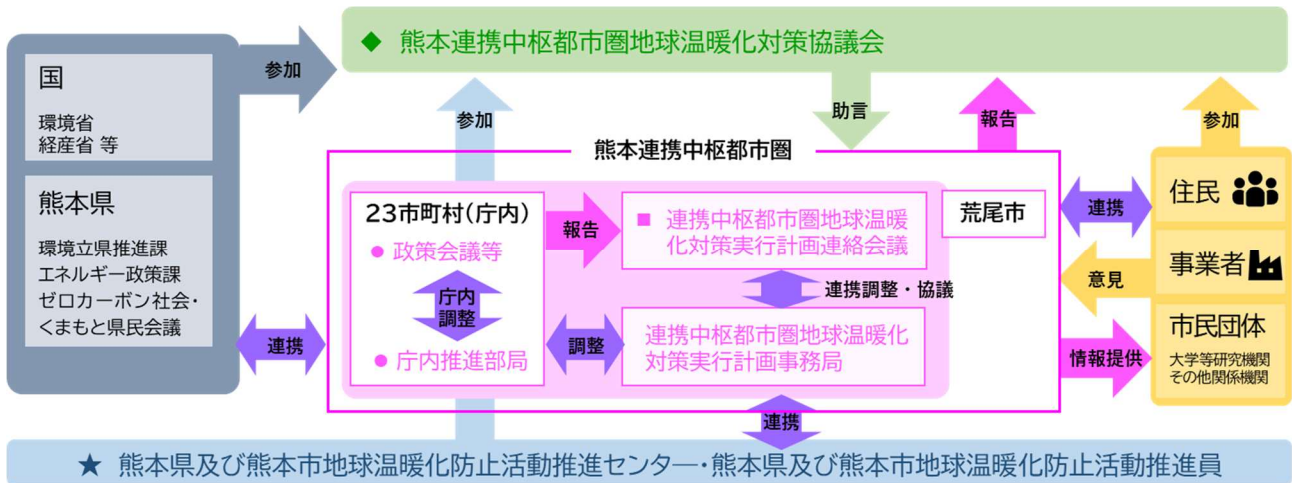 ◆ 熊本連携中枢都市圏地球温暖化対策協議会
国
環境省
経産省 等
熊本県
環境立県推進課
エネルギー政策課
ゼロカーボン社会・
くまもと県民会議
参加
参加
助言
報告
参加
熊本連携中枢都市圏
23市町村(庁内)
● 政策会議等
庁内
調整
● 庁内推進部局
報告
調整
■ 連携中枢都市圏地球温暖
化対策実行計画連絡会議
連携調整・協議
連携中枢都市圏地球温暖化
対策実行計画事務局
荒尾市
連携
連携
意見
情報提供
住民
事業者
市民団体
大学等研究機関
その他関係機関
連携
★ 熊本県及び熊本市地球温暖化防止活動推進センター・熊本県及び熊本市地球温暖化防止活動推進員